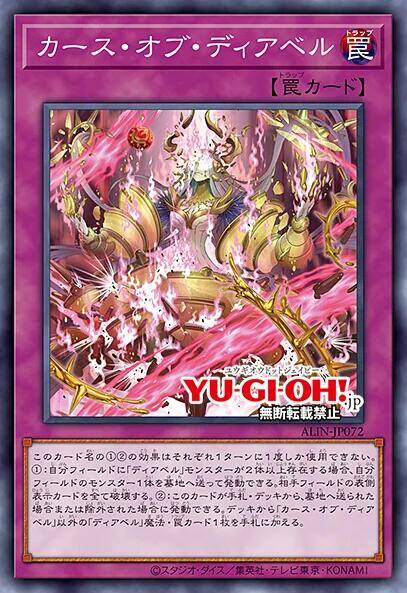 カース・オブ・ディアベル
トラップ
罠
トラップ
【罠カード】
ユウギオウドットジェイピー
YU-GI-OH!.jp
無断転載禁止
ALIN-JP072
このカード名の①②の効果はそれぞれ1ターンに1度しか使用できない。
①:自分フィールドに「ディアベル」モンスターが2体以上存在する場合、自分
フィールドのモンスター1体を墓地へ送って発動できる。相手フィールドの表側
表示カードを全て破壊する。②:このカードが手札・デッキから、墓地へ送られた
場合または除外された場合に発動できる。デッキから「カース・オブ・ディア
ベル」以外の「ディアベル」魔法・罠カード1枚を手札に加える。
©スタジオ・ダイス/集英社・テレビ東京・KONAMI